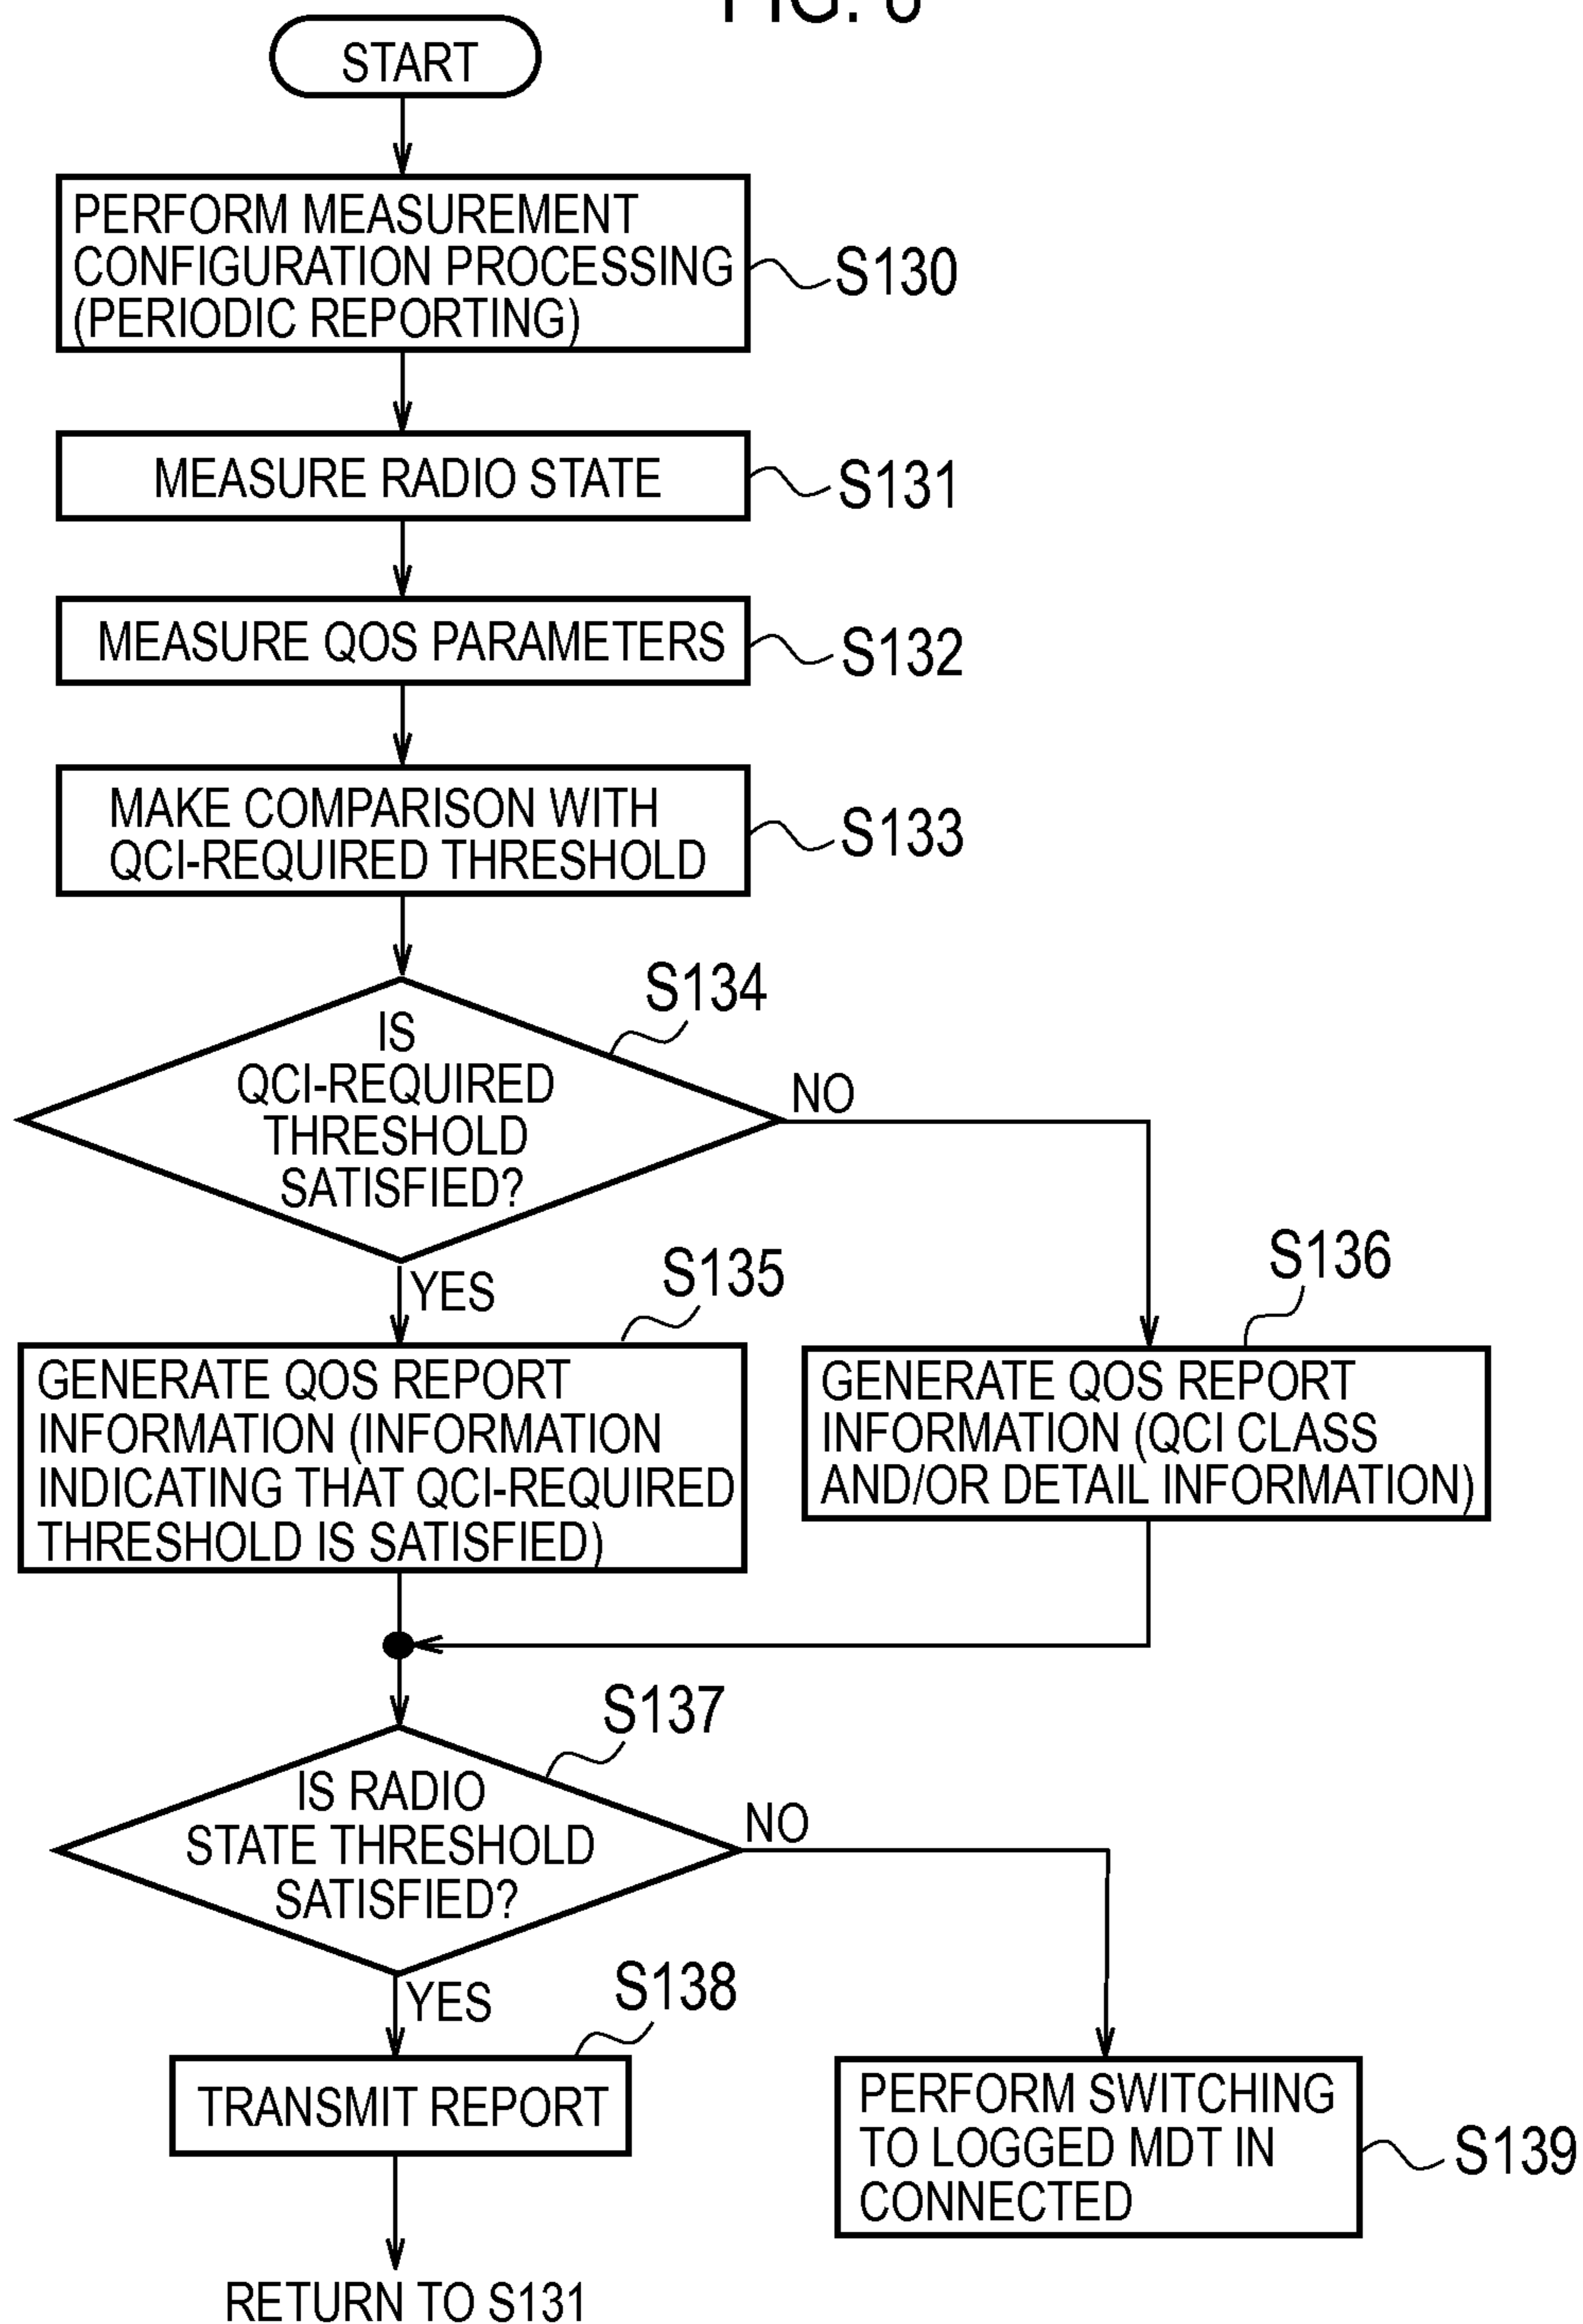 START
PERFORM MEASUREMENT
CONFIGURATION PROCESSING
(PERIODIC REPORTING)
S130
MEASURE RADIO STATE
S131
MEASURE QOS PARAMETERS
S132
MAKE COMPARISON WITH
QCI-REQUIRED THRESHOLD
S133
S134
IS
QCI-REQUIRED
THRESHOLD
SATISFIED?
NO
YES
S135
S136
GENERATE QOS REPORT
INFORMATION (INFORMATION
INDICATING THAT QCI-REQUIRED
THRESHOLD IS SATISFIED)
GENERATE QOS REPORT
INFORMATION (QCI CLASS
AND/OR DETAIL INFORMATION)
S137
IS RADIO
STATE THRESHOLD
SATISFIED?
NO
YES
S138
TRANSMIT REPORT
PERFORM SWITCHING
TO LOGGED MDT IN
CONNECTED
S139
RETURN TO S131